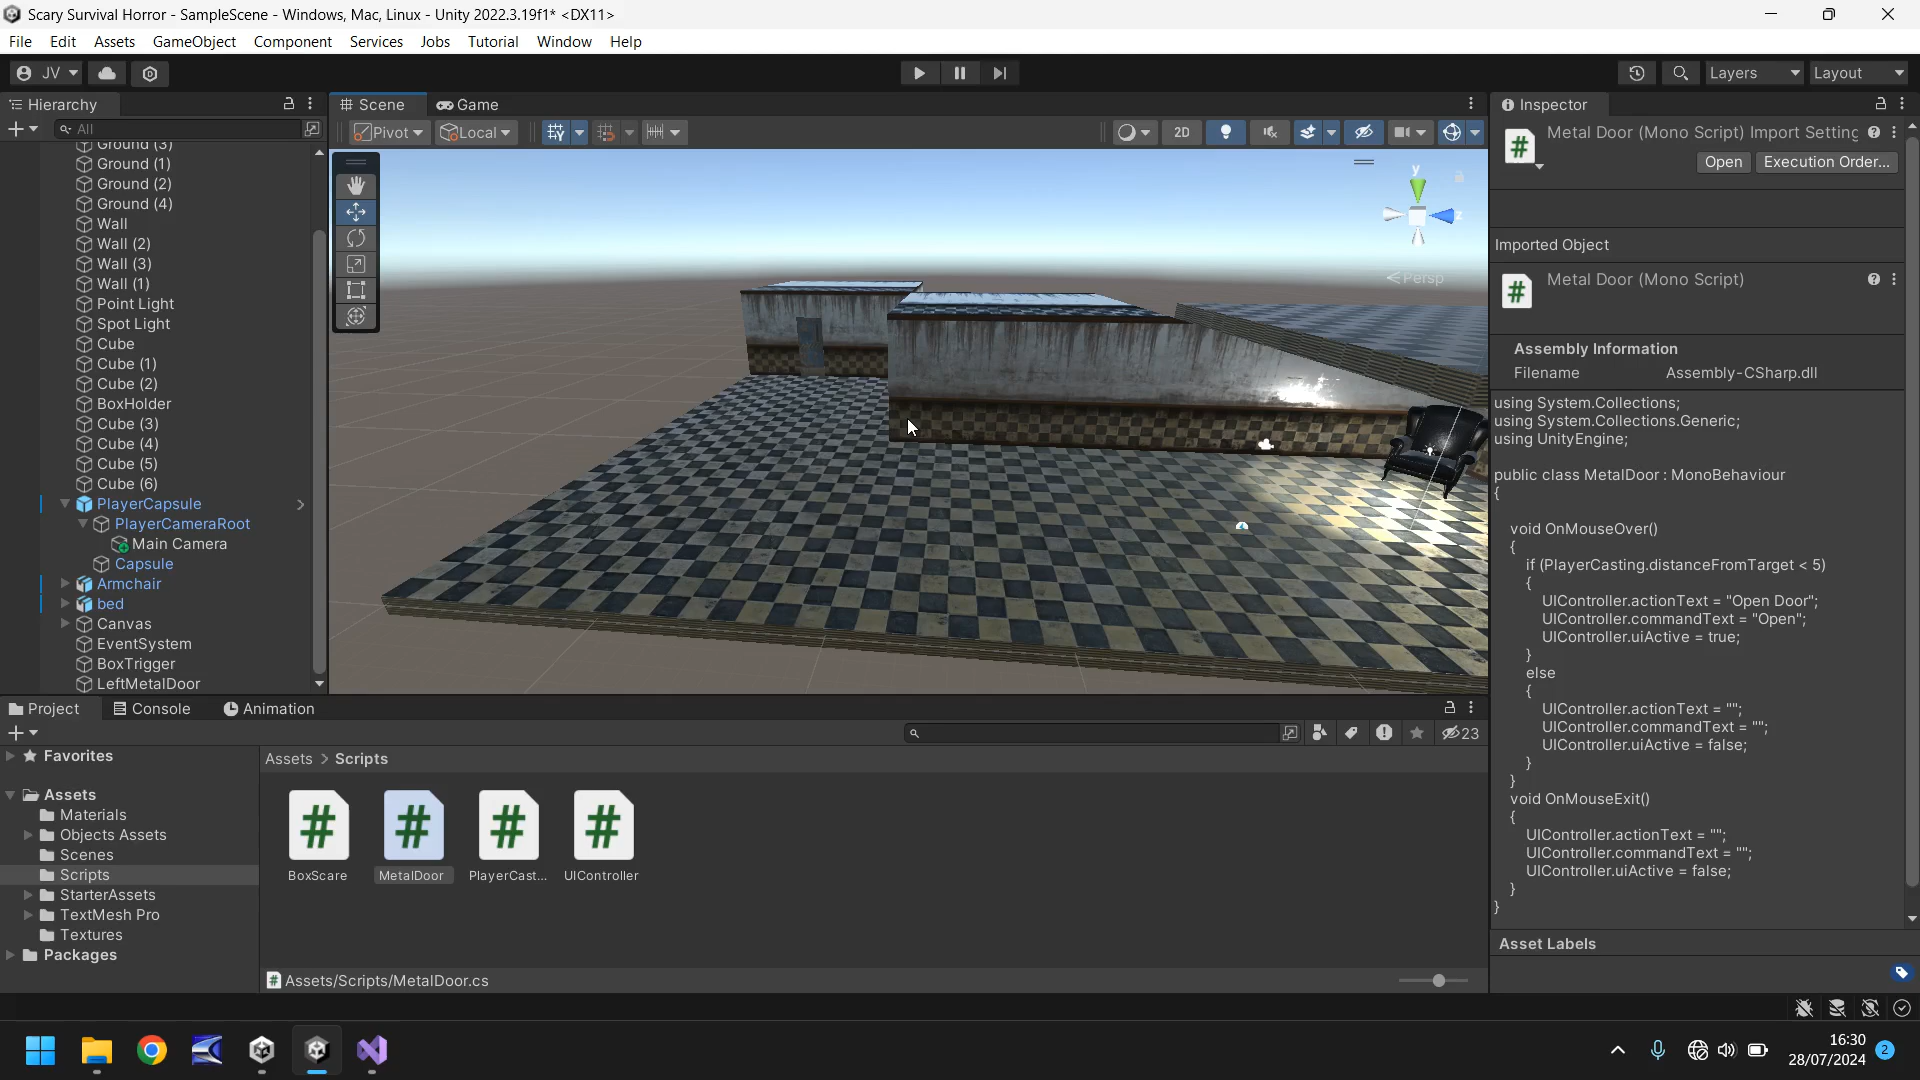 Scary Survival Horror - SampleScene - Windows, Mac, Linux - Unity 2022.3.19f1* <DX11>
File Edit Assets GameObject Component Services Jobs Tutorial Window Help
JV Layers Layout
Hierarchy
All
Ground (3)
Ground (1)
Ground (2)
Ground (4)
Wall
Wall (2)
Wall (3)
Wall (1)
Point Light
Spot Light
Cube
Cube (1)
Cube (2)
BoxHolder
Cube (3)
Cube (4)
Cube (5)
Cube (6)
PlayerCapsule
PlayerCameraRoot
Main Camera
Capsule
Armchair
bed
Canvas
EventSystem
BoxTrigger
LeftMetalDoor
Scene Game
Pivot Local 2D
y
z
Persp
Inspector
Metal Door (Mono Script) Import Setting
Open Execution Order...
Imported Object
Metal Door (Mono Script)
Assembly Information
Filename Assembly-CSharp.dll
using System.Collections;
using System.Collections.Generic;
using UnityEngine;
public class MetalDoor : MonoBehaviour
{
void OnMouseOver()
{
if (PlayerCasting.distanceFromTarget < 5)
{
UIController.actionText = "Open Door";
UIController.commandText = "Open";
UIController.uiActive = true;
}
else
{
UIController.actionText = "";
UIController.commandText = "";
UIController.uiActive = false;
}
}
void OnMouseExit()
{
UIController.actionText = "";
UIController.commandText = "";
UIController.uiActive = false;
}
}
Asset Labels
Project Console Animation
23
Favorites
Assets
Materials
Objects Assets
Scenes
Scripts
StarterAssets
TextMesh Pro
Textures
Packages
Assets > Scripts
BoxScare MetalDoor PlayerCast... UIController
Assets/Scripts/MetalDoor.cs
16:30
28/07/2024
2